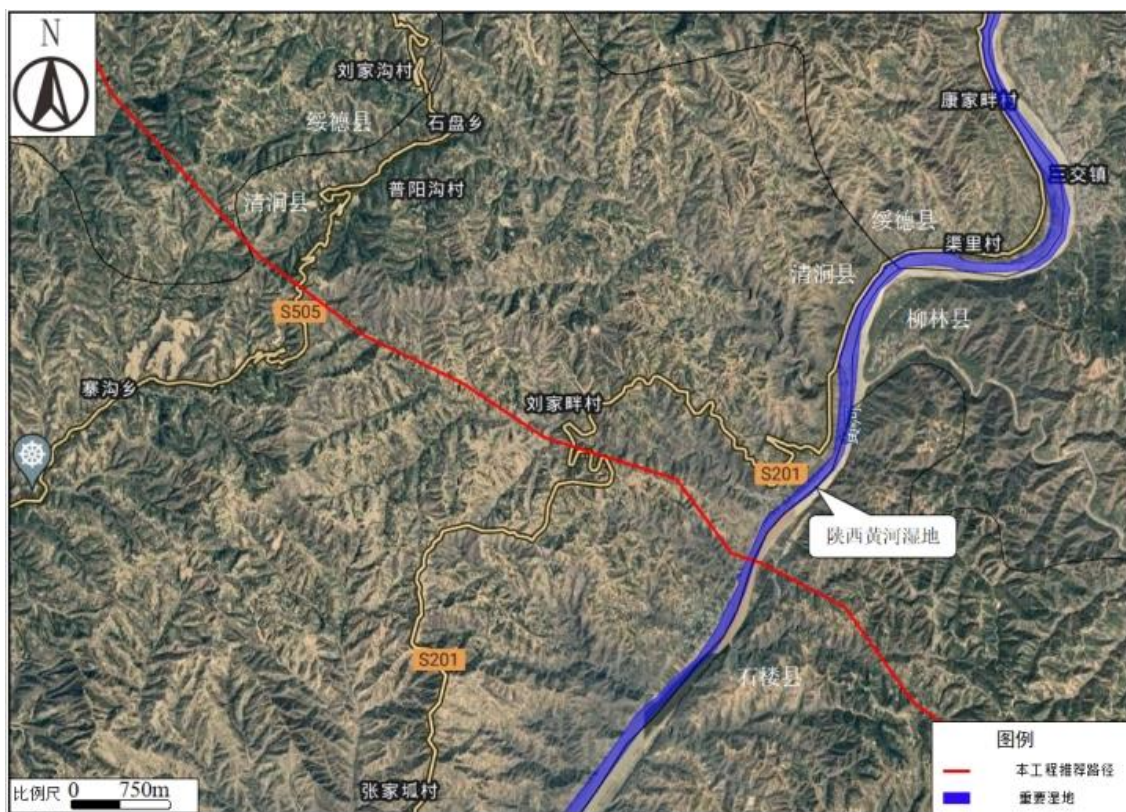 N
刘家沟村
绥德县
石盘乡
普阳沟村
清涧县
康家畔村
三交镇
绥德县
渠里村
清涧县
柳林县
S505
寨沟乡
刘家畔村
S201
陕西黄河湿地
S201
石楼县
张家坬村
比例尺 0 750m
图例
本工程推荐路径
重要湿地